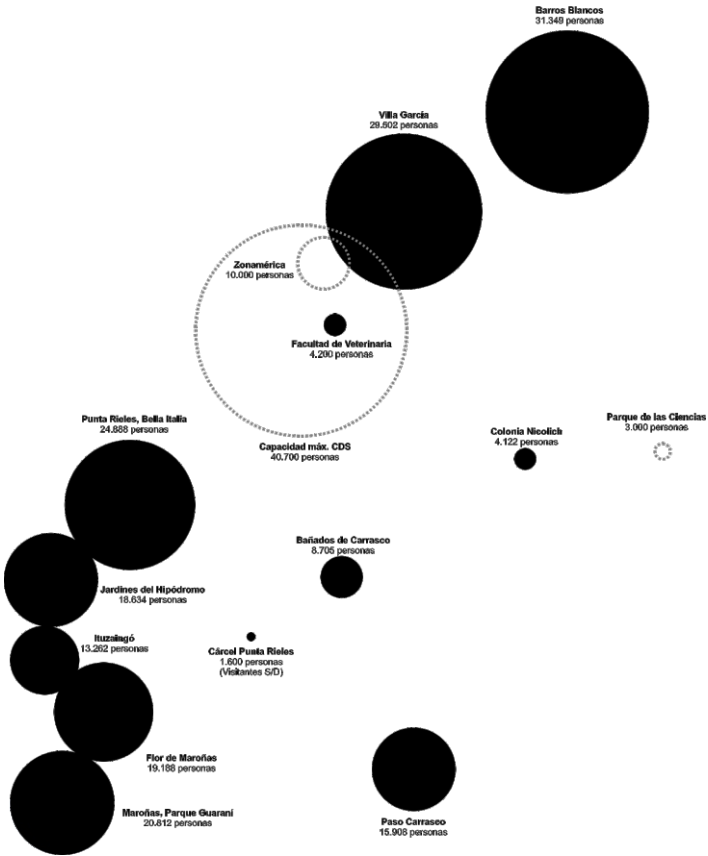 Barros Blancos
31.349 personas
Villa García
29.602 personas
Zonamérica
10.000 personas
Facultad de Veterinaria
4.200 personas
Punta Rieles, Bella Italia
24.888 personas
Capacidad máx. CDS
40.700 personas
Colonia Nicolich
4.122 personas
Parque de las Ciencias
3.000 personas
Bañados de Carrasco
8.705 personas
Jardines del Hipódromo
18.634 personas
Ituzaingó
13.262 personas
Cárcel Punta Rieles
1.600 personas
(Visitantes S/D)
Flor de Maroñas
19.188 personas
Maroñas, Parque Guaraní
20.812 personas
Paso Carrasco
15.908 personas